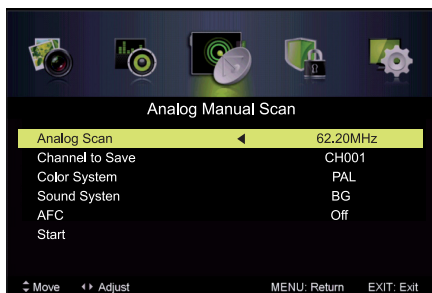 Analog Manual Scan
Analog Scan 62.20MHz
Channel to Save CH001
Color System PAL
Sound Systen BG
AFC Off
Start
Move Adjust MENU: Return EXIT: Exit